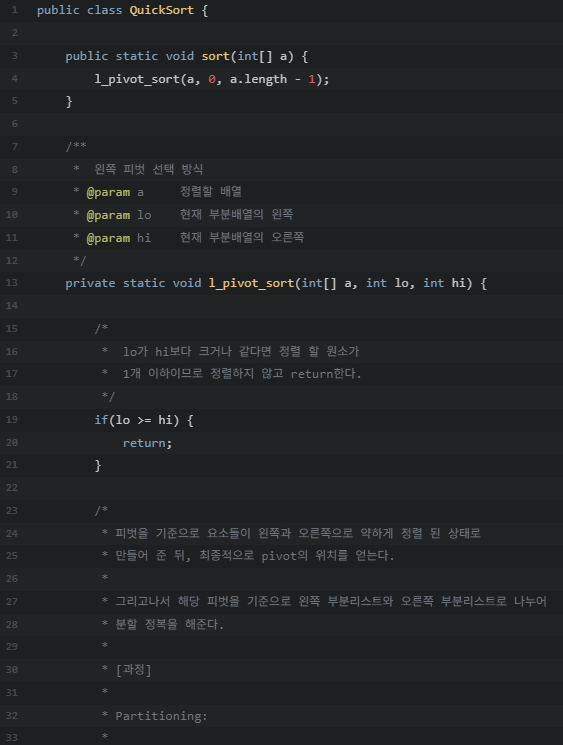 1 public class QuickSort {
2
3 public static void sort(int[] a) {
4 l_pivot_sort(a, 0, a.length - 1);
5 }
6
7 /**
8 * 왼쪽 피벗 선택 방식
9 * @param a 정렬할 배열
10 * @param lo 현재 부분배열의 왼쪽
11 * @param hi 현재 부분배열의 오른쪽
12 */
13 private static void l_pivot_sort(int[] a, int lo, int hi) {
14
15 /*
16 * lo가 hi보다 크거나 같다면 정렬 할 원소가
17 * 1개 이하이므로 정렬하지 않고 return한다.
18 */
19 if(lo >= hi) {
20 return;
21 }
22
23 /*
24 * 피벗을 기준으로 요소들이 왼쪽과 오른쪽으로 약하게 정렬 된 상태로
25 * 만들어 준 뒤, 최종적으로 pivot의 위치를 얻는다.
26 *
27 * 그리고나서 해당 피벗을 기준으로 왼쪽 부분리스트와 오른쪽 부분리스트로 나누어
28 * 분할 정복을 해준다.
29 *
30 * [과정]
31 *
32 * Partitioning:
33 *